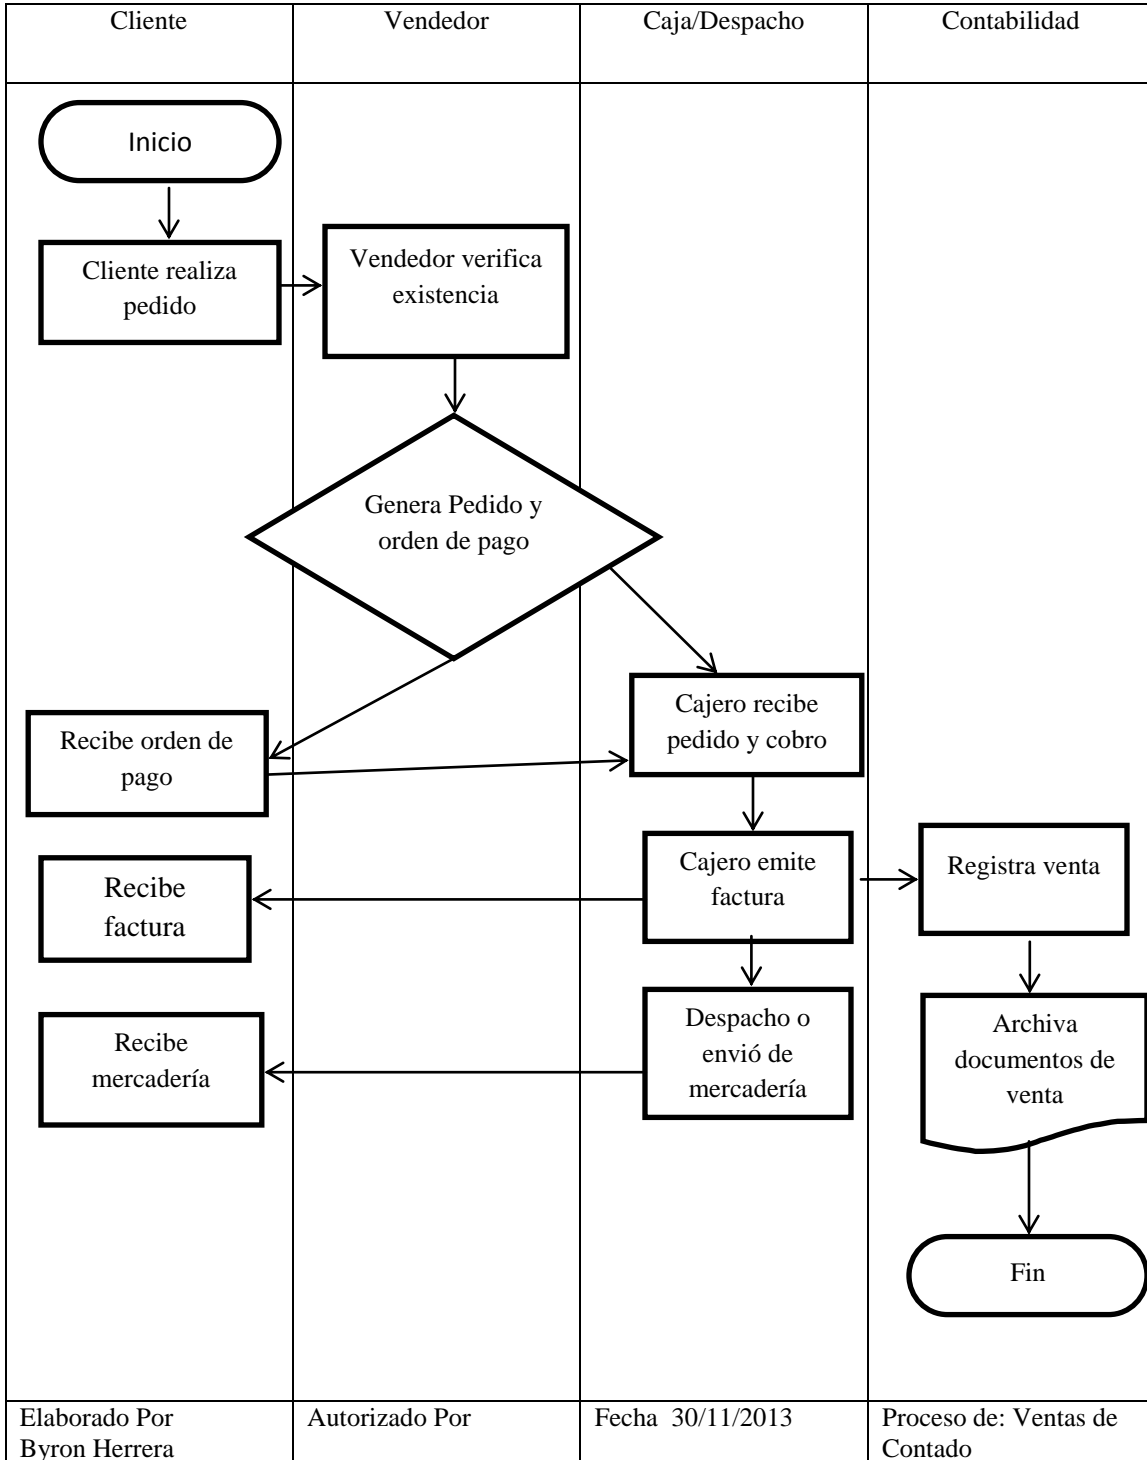 Cliente
Vendedor
Caja/Despacho
Contabilidad
Inicio
Cliente realiza
pedido
Vendedor verifica
existencia
Genera Pedido y
orden de pago
Cajero recibe
pedido y cobro
Recibe orden de
pago
Cajero emite
factura
Registra venta
Recibe
factura
Despacho o
envió de
mercadería
Archiva
documentos de
venta
Recibe
mercadería
Fin
Elaborado Por
Byron Herrera
Autorizado Por
Fecha 30/11/2013
Proceso de: Ventas de
Contado